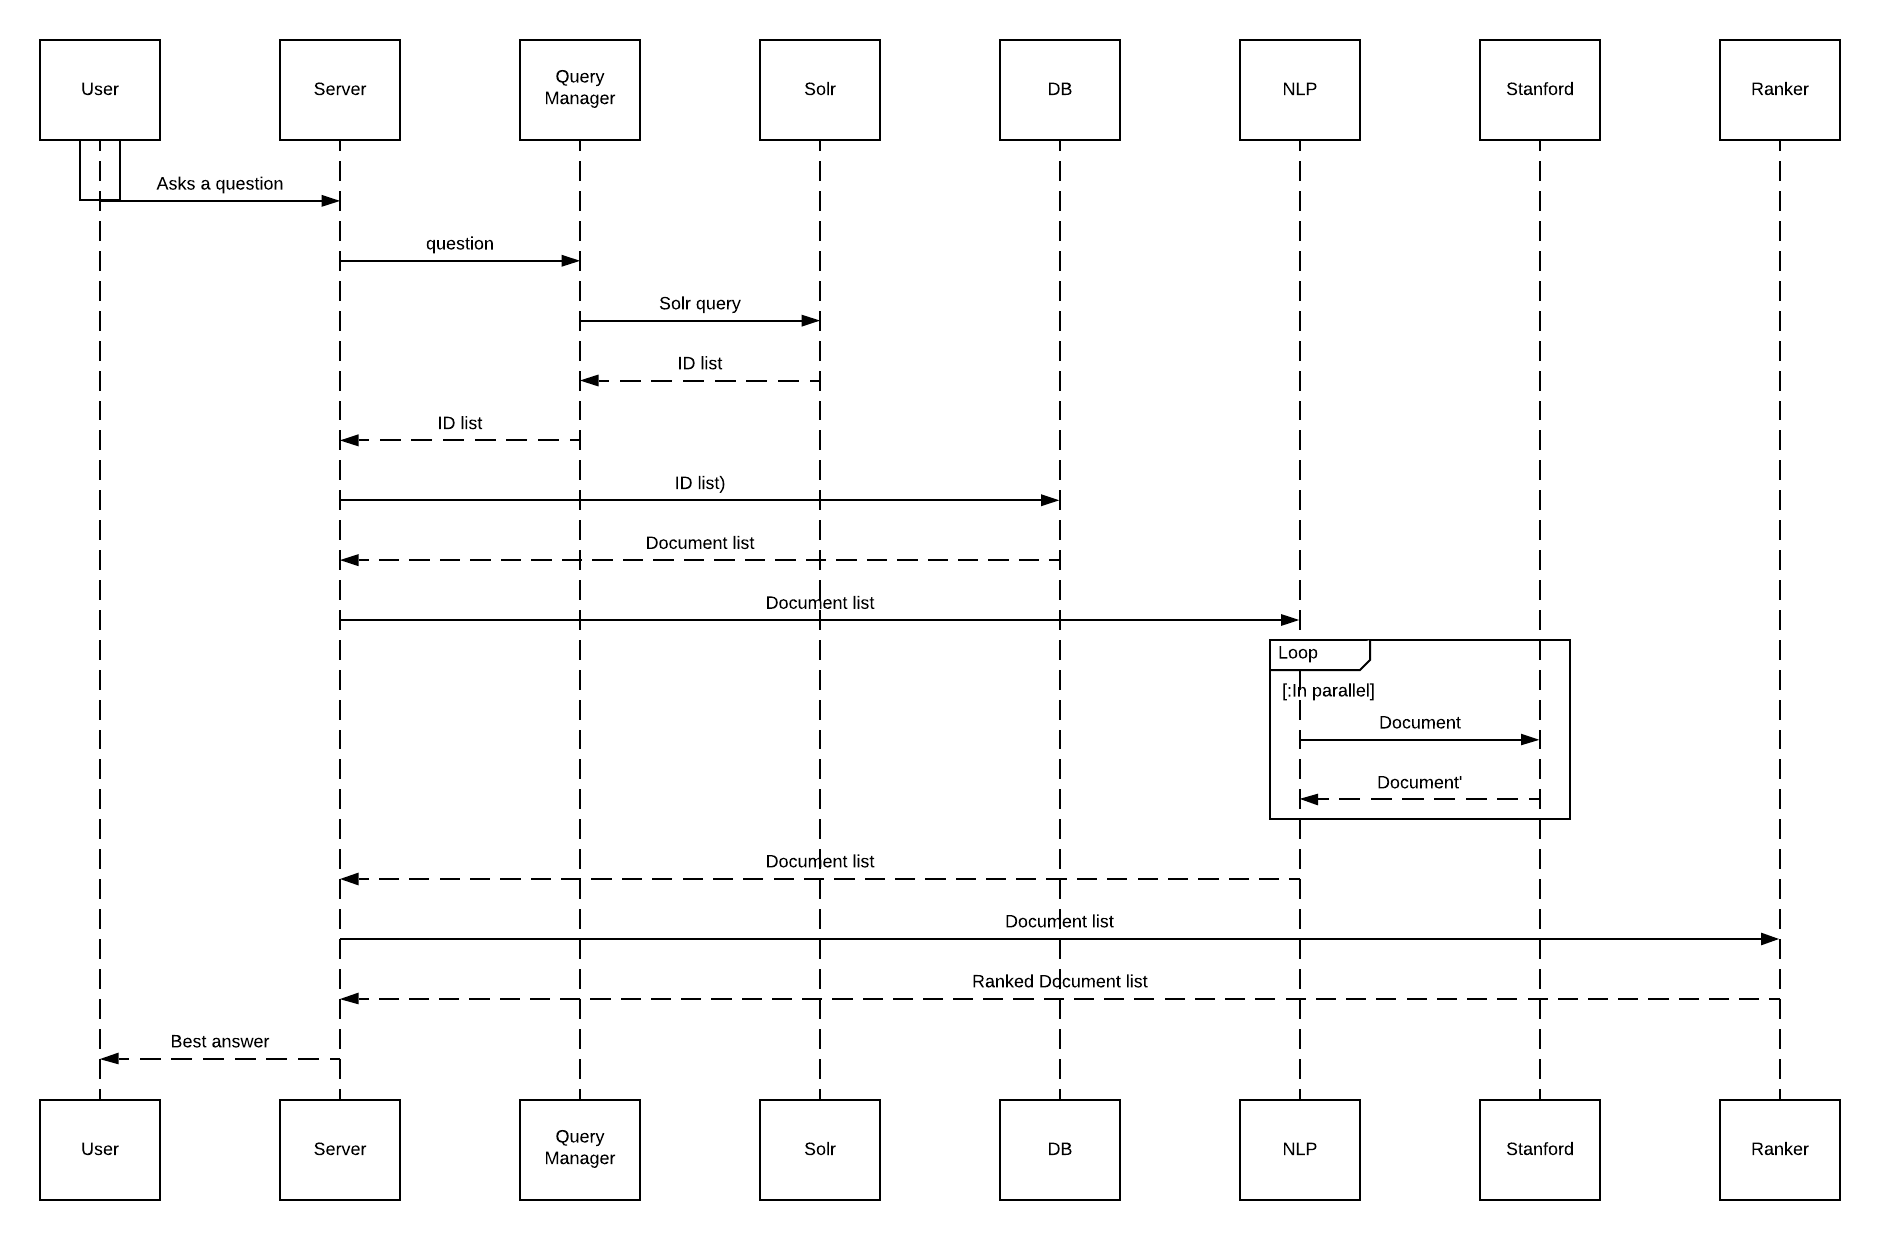 User
Server
Query
Manager
Solr
DB
NLP
Stanford
Ranker
Asks a question
question
Solr query
ID list
ID list
ID list)
Document list
Document list
Loop
[:In parallel]
Document
Document'
Document list
Document list
Ranked Document list
Best answer
User
Server
Query
Manager
Solr
DB
NLP
Stanford
Ranker